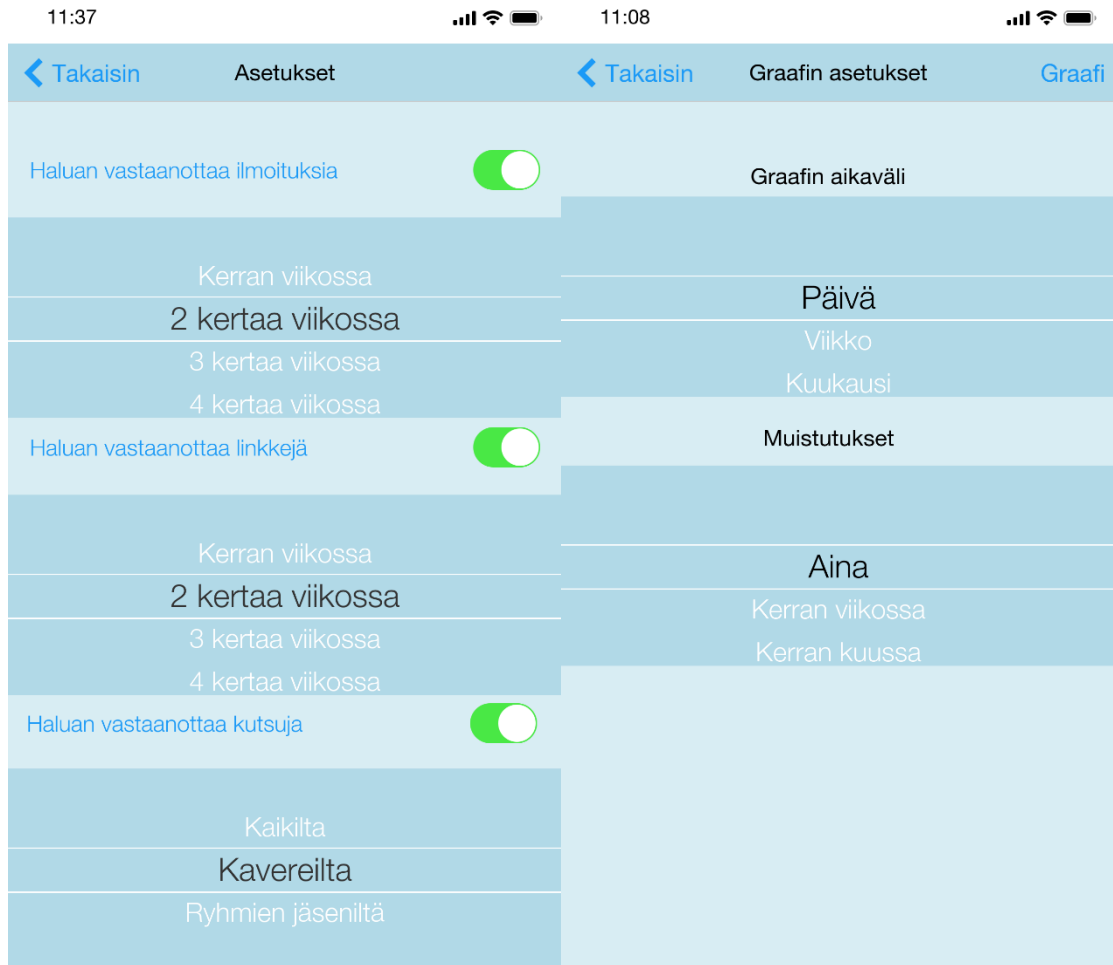 11:37
Takaisin Asetukset
Haluan vastaanottaa ilmoituksia
Kerran viikossa
2 kertaa viikossa
3 kertaa viikossa
4 kertaa viikossa
Haluan vastaanottaa linkkejä
Kerran viikossa
2 kertaa viikossa
3 kertaa viikossa
4 kertaa viikossa
Haluan vastaanottaa kutsuja
Kaikilta
Kavereilta
Ryhmien jäseniltä
11:08
Takaisin Graafin asetukset Graafi
Graafin aikaväli
Päivä
Viikko
Kuukausi
Muistutukset
Aina
Kerran viikossa
Kerran kuussa